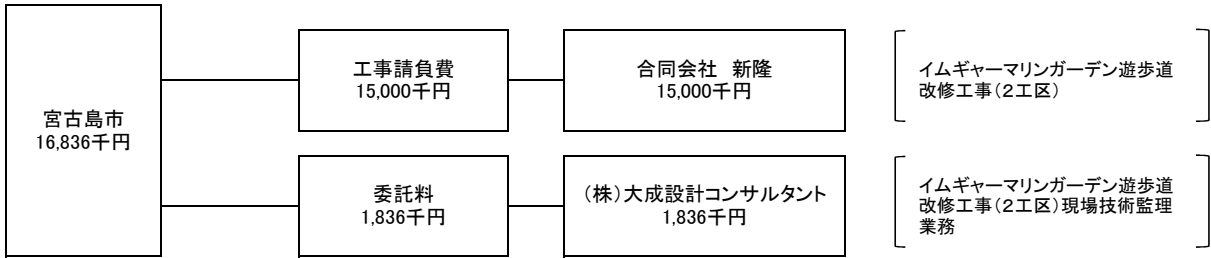 宮古島市
16,836千円
工事請負費
15,000千円
合同会社　新隆
15,000千円
イムギャーマリンガーデン遊歩道
改修工事（２工区）
委託料
1,836千円
（株）大成設計コンサルタント
1,836千円
イムギャーマリンガーデン遊歩道
改修工事（２工区）現場技術監理
業務